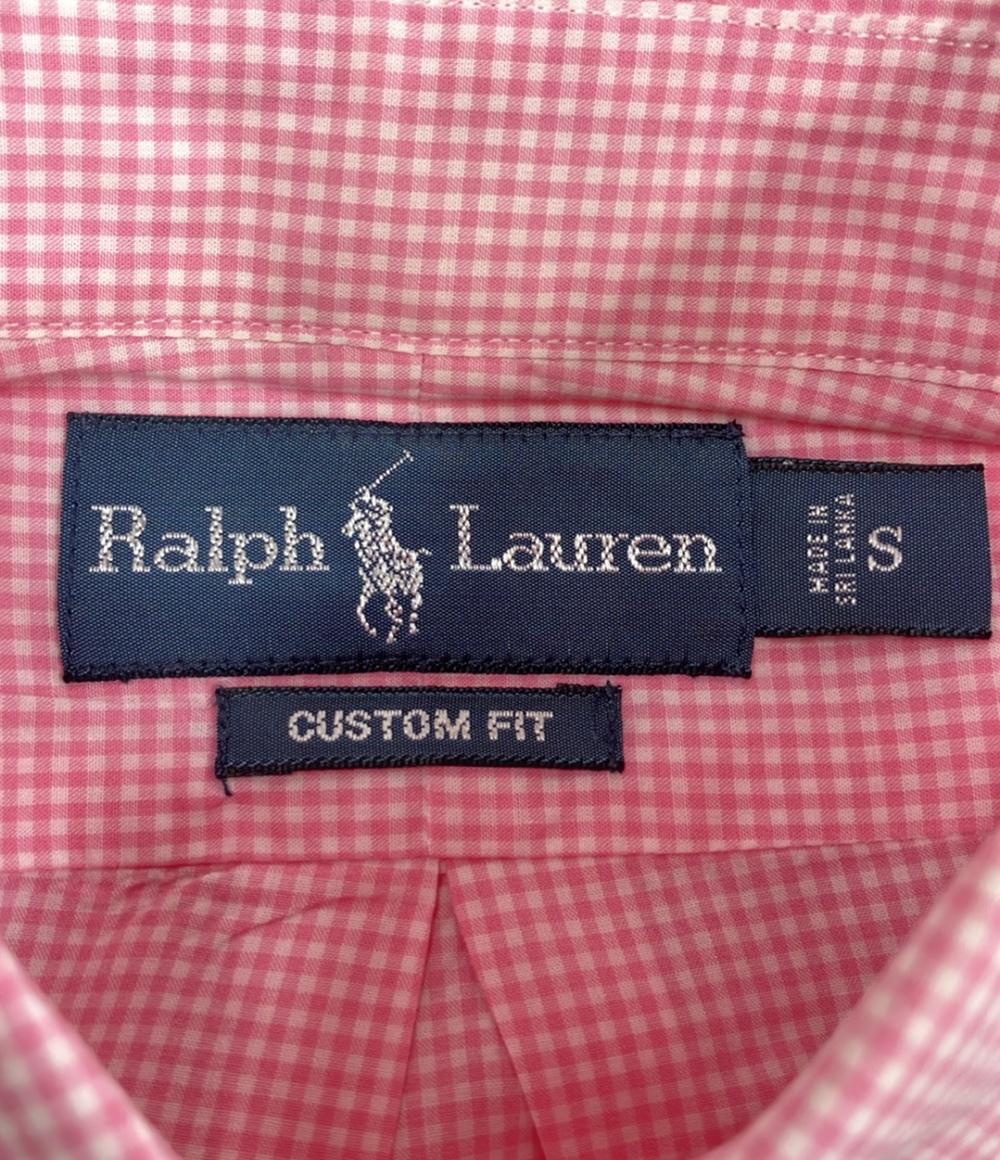 Ralph Lauren
MADE IN
SRI LANKA
S
CUSTOM FIT